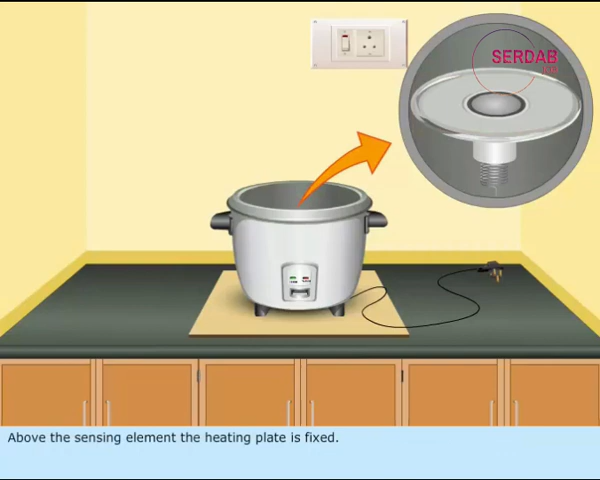 SERDAB
Above the sensing element the heating plate is fixed.